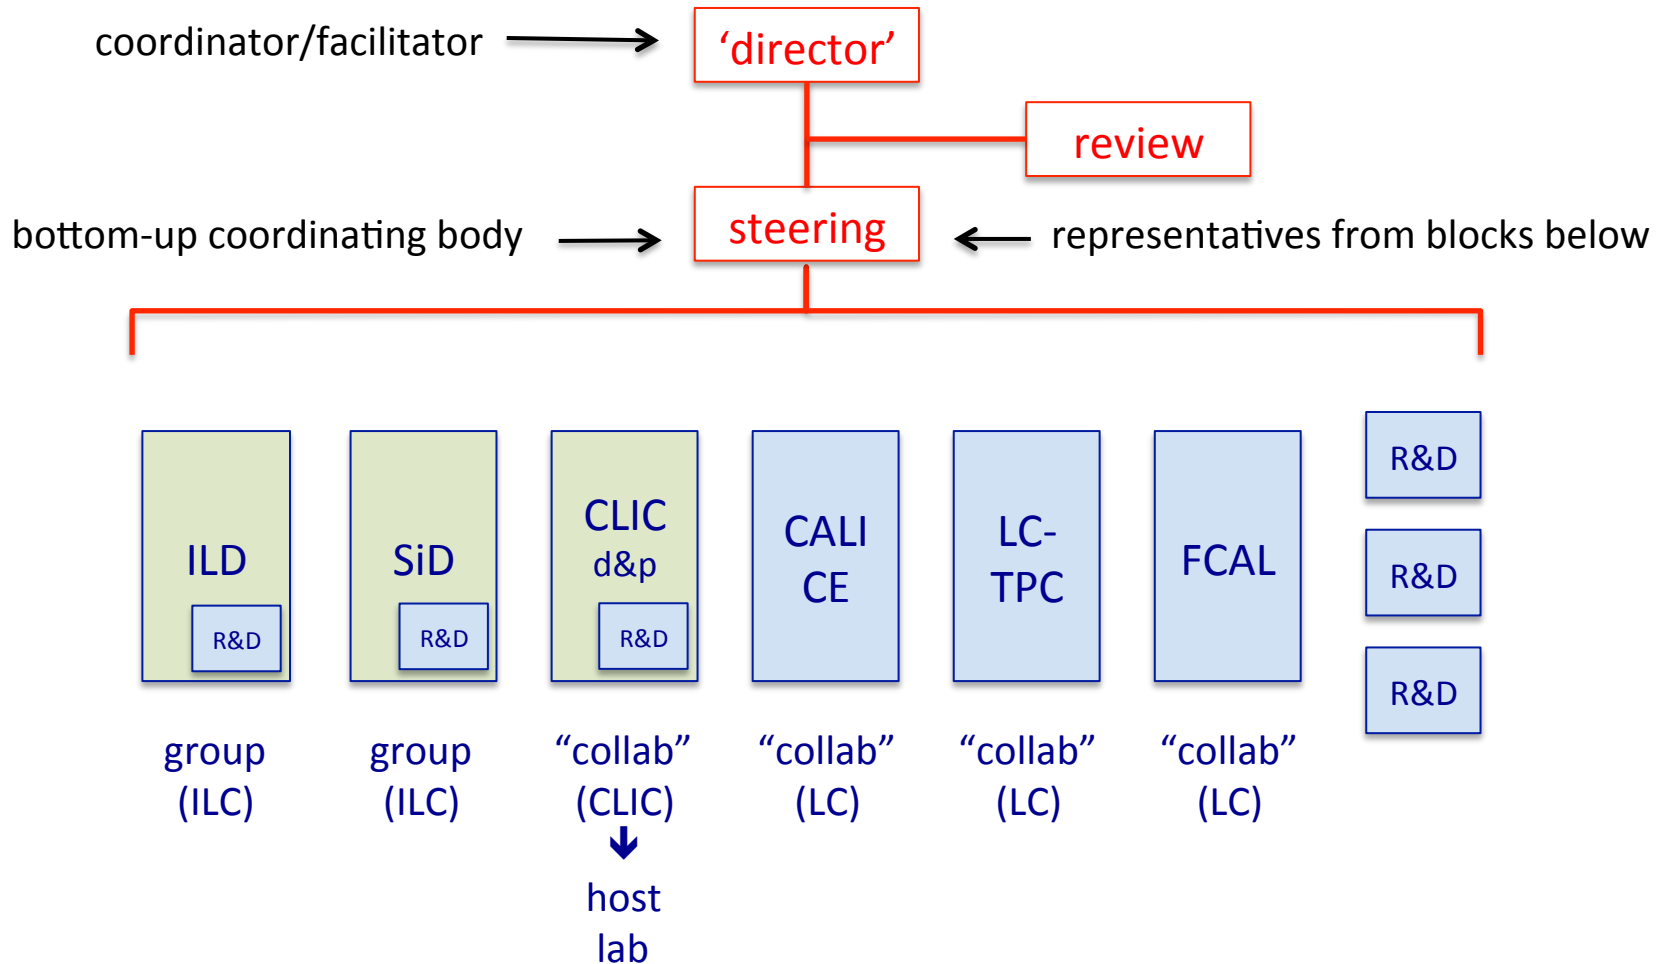 coordinator/facilitator
‘director’
review
bottom-up coordinating body
steering
representatives from blocks below
ILD
R&D
SiD
R&D
CLIC
d&p
R&D
CALI
CE
LC-
TPC
FCAL
R&D
R&D
R&D
group
(ILC)
group
(ILC)
“collab”
(CLIC)
host
lab
“collab”
(LC)
“collab”
(LC)
“collab”
(LC)